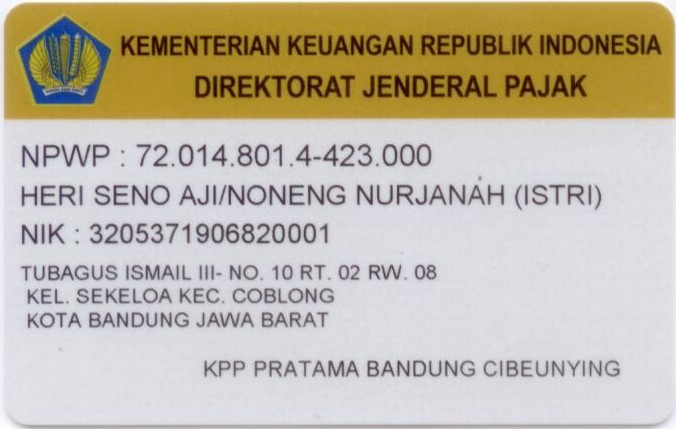 KEMENTERIAN KEUANGAN REPUBLIK INDONESIA
DIREKTORAT JENDERAL PAJAK
NPWP : 72.014.801.4-423.000
HERI SENO AJI/NONENG NURJANAH (ISTRI)
NIK : 3205371906820001
TUBAGUS ISMAIL III- NO. 10 RT. 02 RW. 08
KEL. SEKELOA KEC. COBLONG
KOTA BANDUNG JAWA BARAT
KPP PRATAMA BANDUNG CIBEUNYING